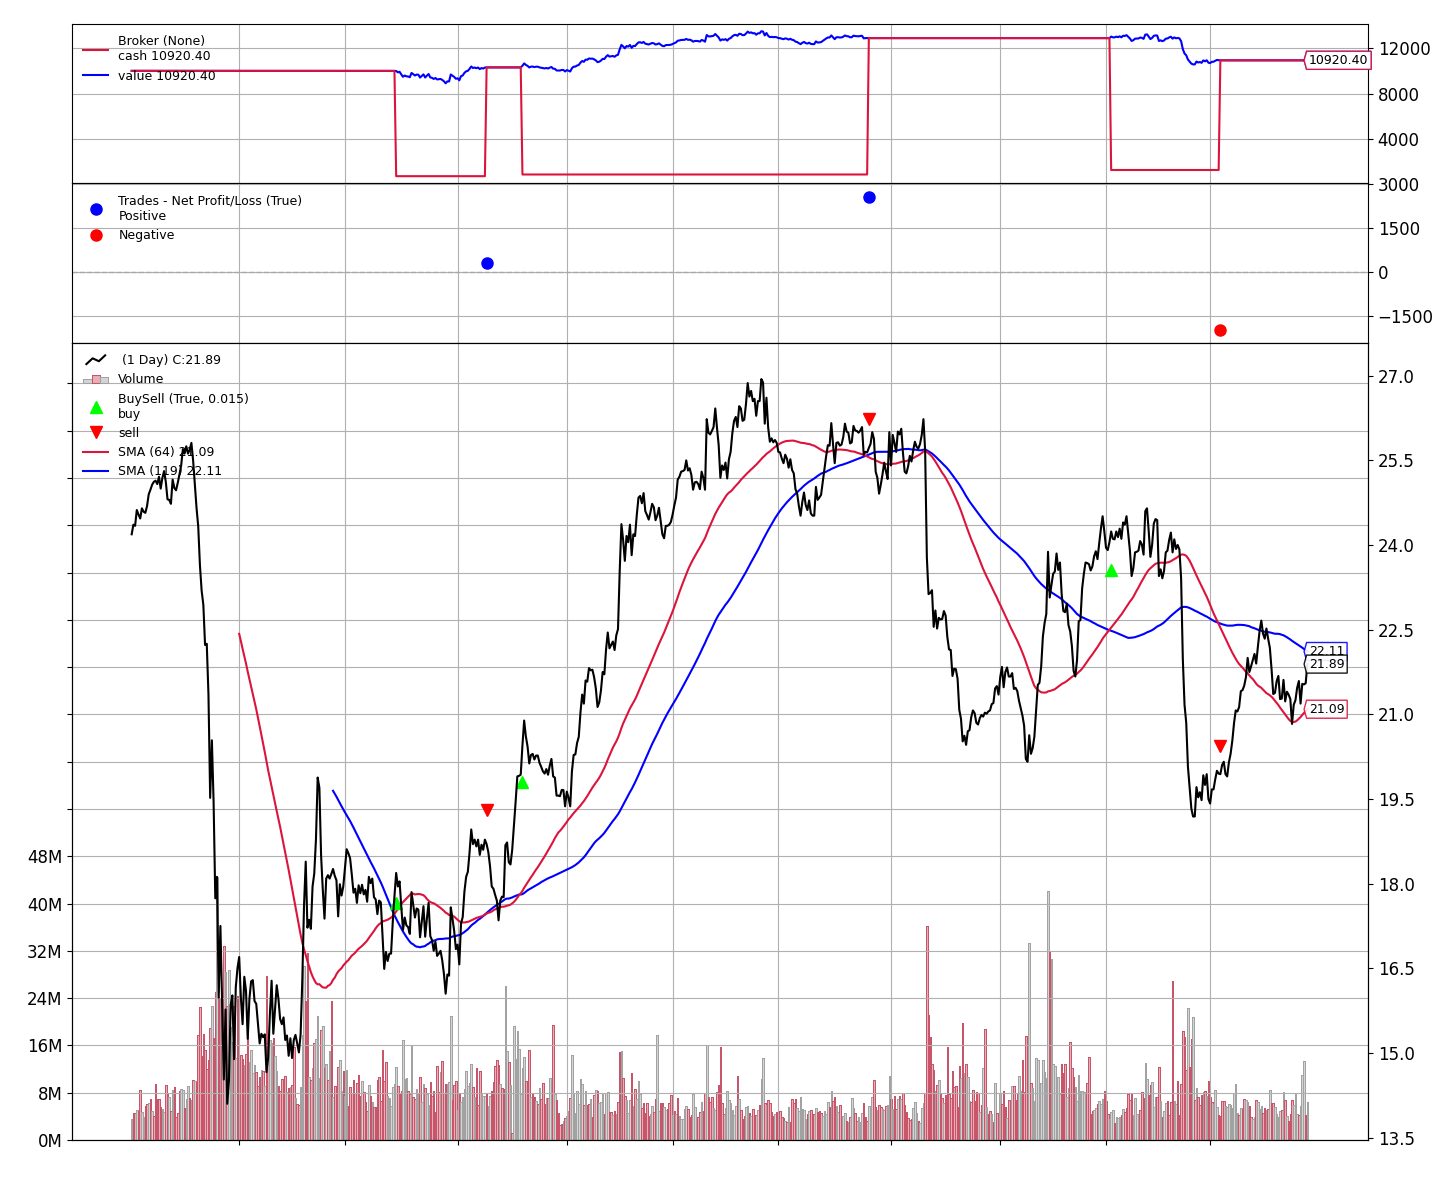 Broker (None)
cash 10920.40
value 10920.40
12000
10920.40
8000
4000
3000
Trades - Net Profit/Loss (True)
Positive
Negative
1500
0
−1500
(1 Day) C:21.89
Volume
BuySell (True, 0.015)
buy
sell
SMA (64) 21.09
SMA (119) 22.11
27.0
25.5
24.0
22.5
22.11
21.89
21.09
21.0
19.5
18.0
16.5
15.0
13.5
48M
40M
32M
24M
16M
8M
0M